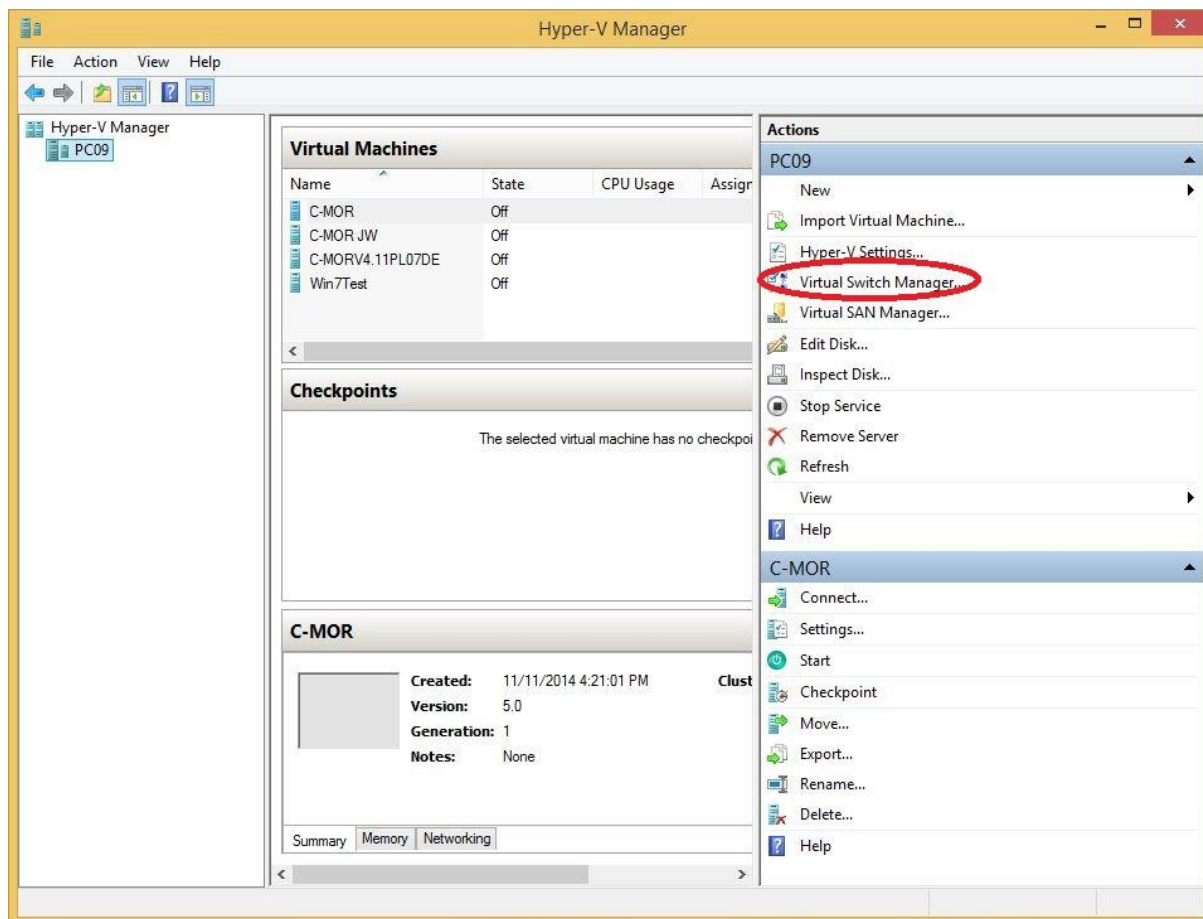 Hyper-V Manager
File Action View Help
Hyper-V Manager
PC09
Virtual Machines
Name State CPU Usage Assign
C-MOR Off
C-MOR JW Off
C-MORV4.11PL07DE Off
Win7Test Off
Checkpoints
The selected virtual machine has no checkpoi
C-MOR
Created: 11/11/2014 4:21:01 PM Clust
Version: 5.0
Generation: 1
Notes: None
Summary Memory Networking
Actions
PC09
New
Import Virtual Machine...
Hyper-V Settings...
Virtual Switch Manager...
Virtual SAN Manager...
Edit Disk...
Inspect Disk...
Stop Service
Remove Server
Refresh
View
Help
C-MOR
Connect...
Settings...
Start
Checkpoint
Move...
Export...
Rename...
Delete...
Help